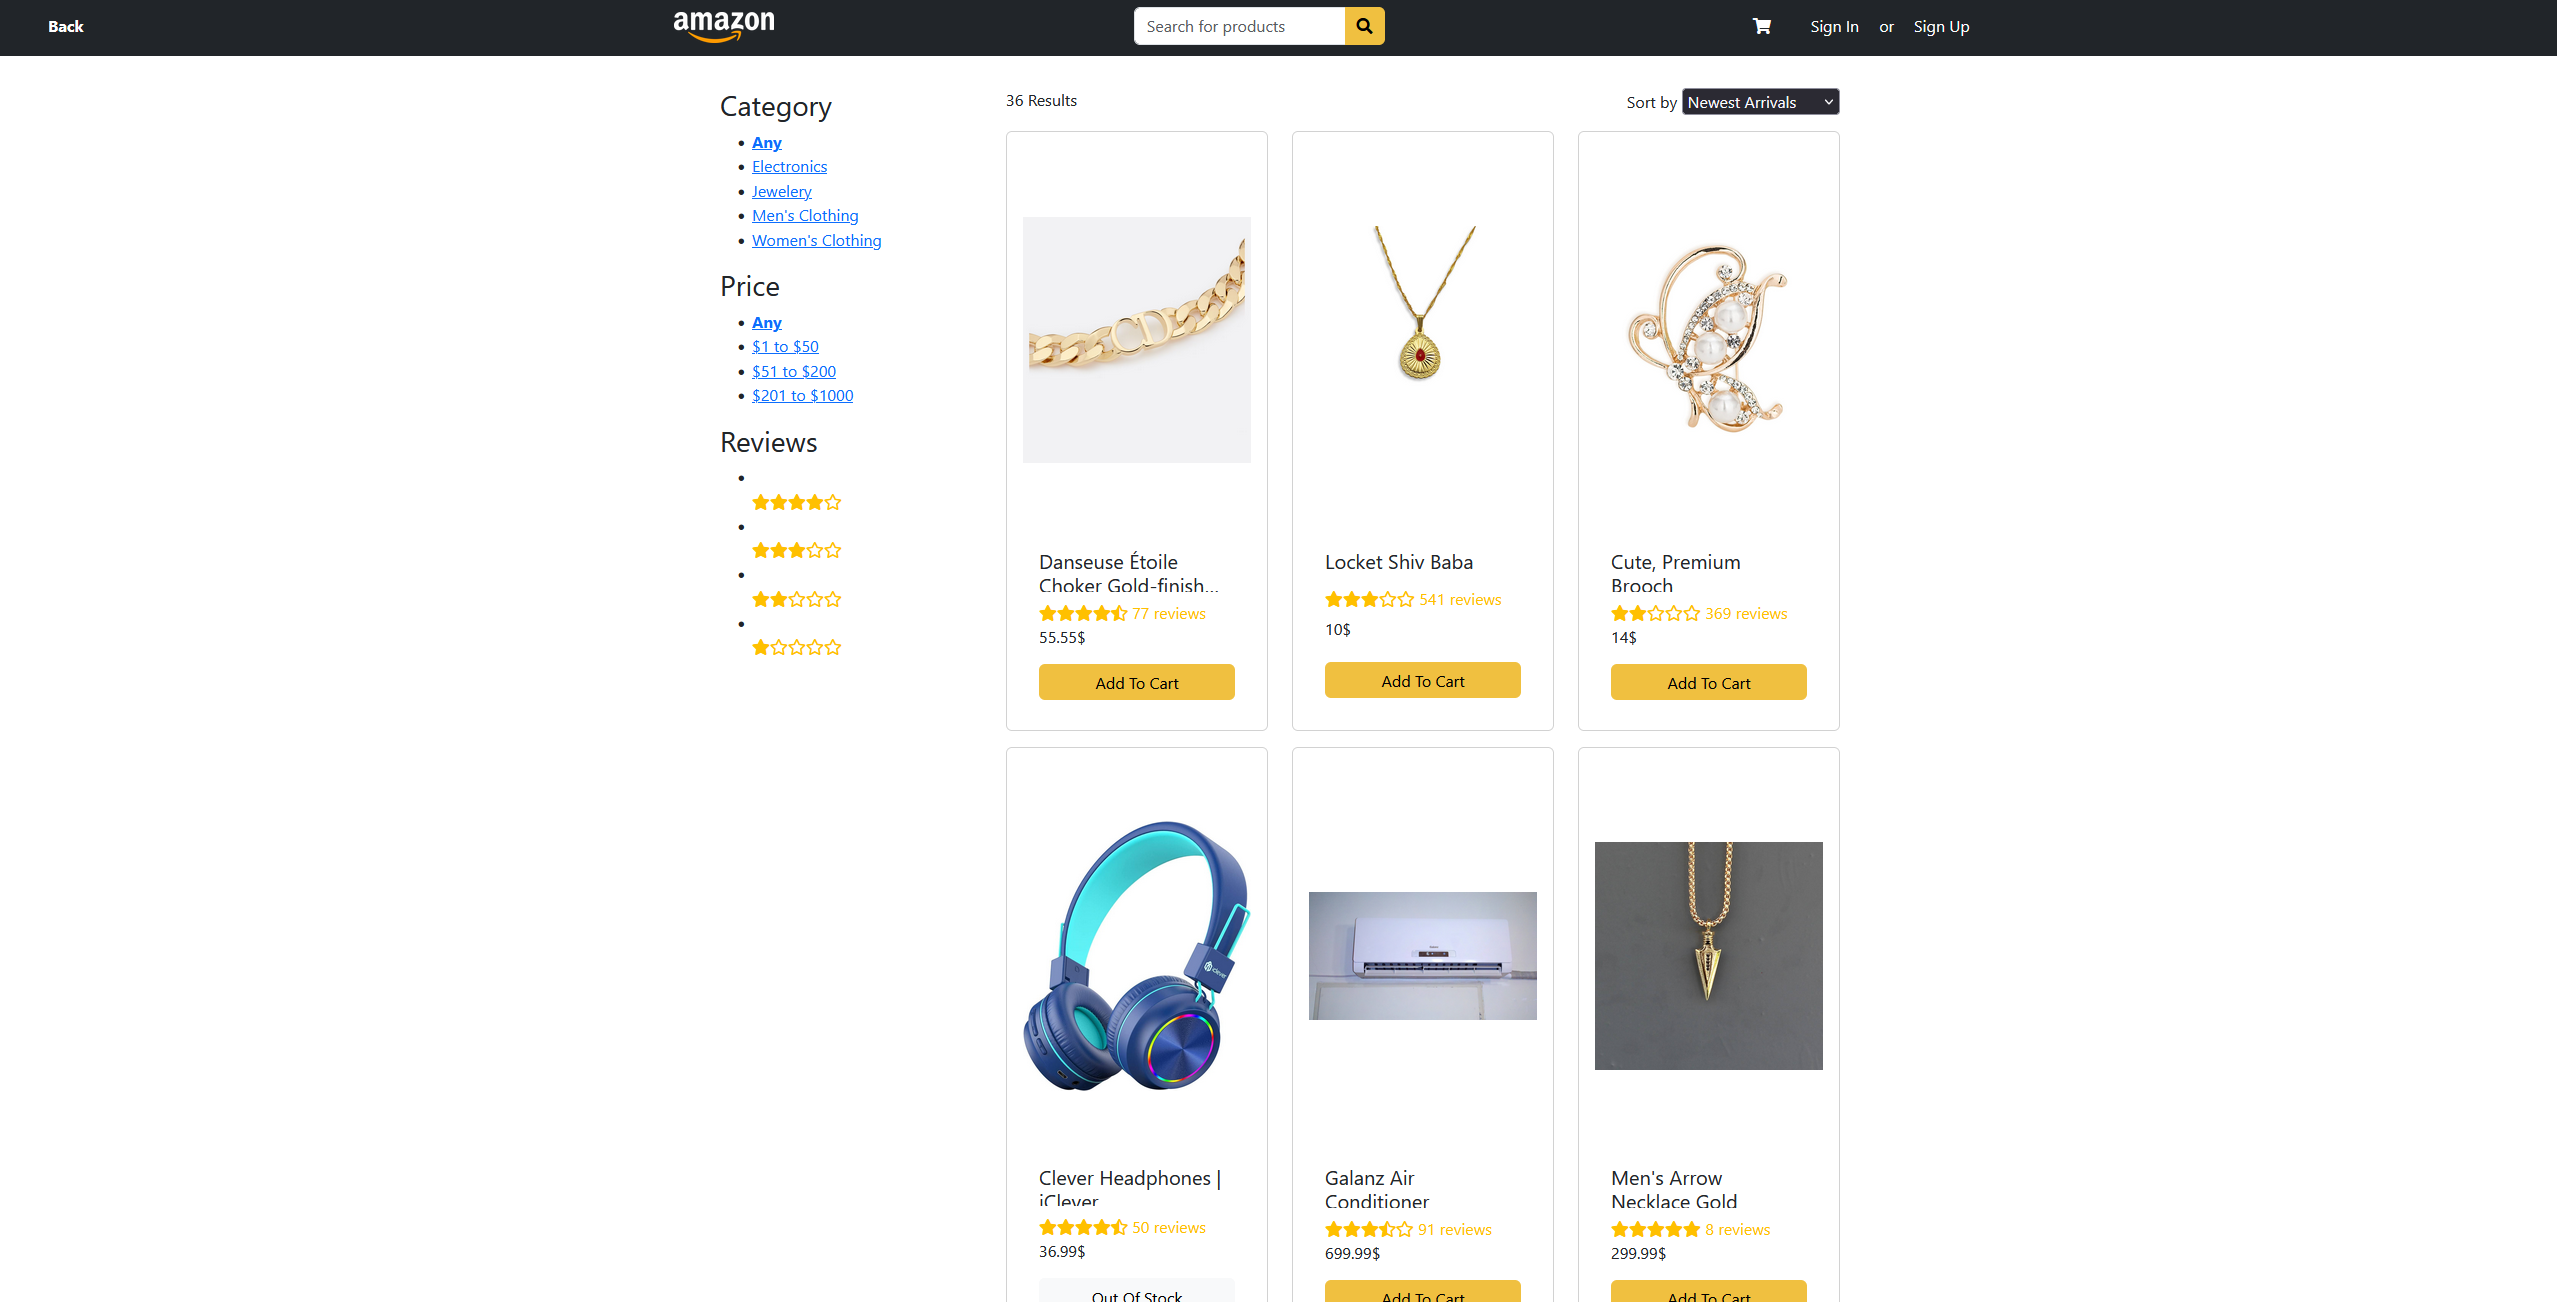 Back
amazon
Search for products
Sign In or Sign Up
Category
Any
Electronics
Jewelery
Men's Clothing
Women's Clothing
Price
Any
$1 to $50
$51 to $200
$201 to $1000
Reviews
36 Results
Sort by Newest Arrivals
CD
Danseuse Étoile
Choker Gold-finish...
77 reviews
55.55$
Add To Cart
Locket Shiv Baba
541 reviews
10$
Add To Cart
Cute, Premium
Brooch
369 reviews
14$
Add To Cart
iClever
Clever Headphones |
iClever
50 reviews
36.99$
Out Of Stock
Galanz Air
Conditioner
91 reviews
699.99$
Add To Cart
Men's Arrow
Necklace Gold
8 reviews
299.99$
Add To Cart